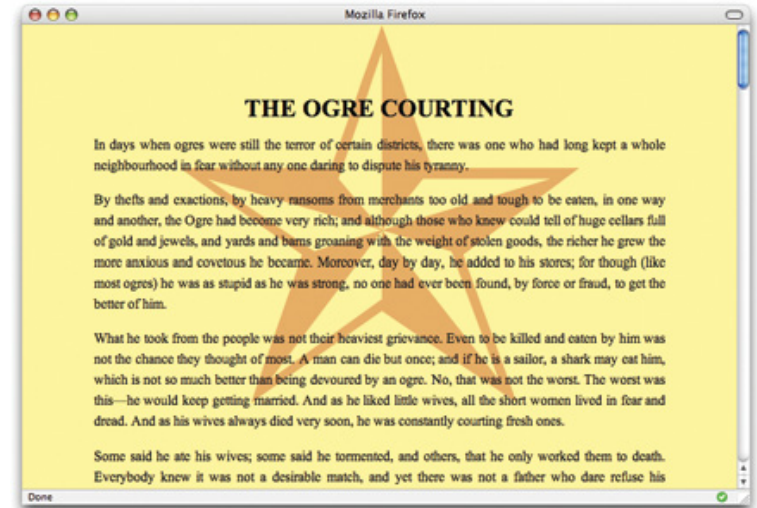 Mozilla Firefox
THE OGRE COURTING
In days when ogres were still the terror of certain districts, there was one who had long kept a whole
neighbourhood in fear without any one daring to dispute his tyranny.
By thefts and exactions, by heavy ransoms from merchants too old and tough to be eaten, in one way
and another, the Ogre had become very rich; and although those who knew could tell of huge cellars full
of gold and jewels, and yards and barns groaning with the weight of stolen goods, the richer he grew the
more anxious and covetous he became. Moreover, day by day, he added to his stores; for though (like
most ogres) he was as stupid as he was strong, no one had ever been found, by force or fraud, to get the
better of him.
What he took from the people was not their heaviest grievance. Even to be killed and eaten by him was
not the chance they thought of most. A man can die but once; and if he is a sailor, a shark may eat him,
which is not so much better than being devoured by an ogre. No, that was not the worst. The worst was
this—he would keep getting married. And as he liked little wives, all the short women lived in fear and
dread. And as his wives always died very soon, he was constantly courting fresh ones.
Some said he ate his wives; some said he tormented, and others, that he only worked them to death.
Everybody knew it was not a desirable match, and yet there was not a father who dare refuse his
Done